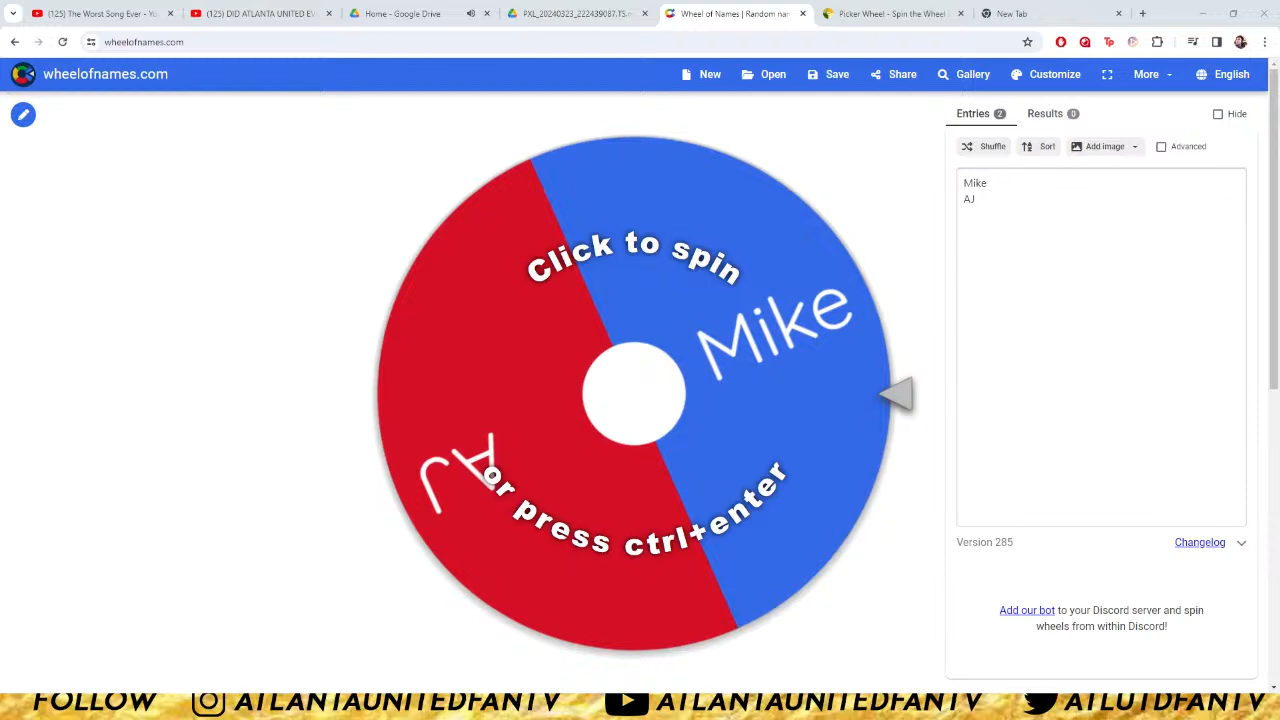 (125) The Worst Song Ever - Yo
(125) DID ATLANTA UNITED EV
Home - Google Drive
PXL_20240323_222439087.TS.m
Wheel of Names | Random nam
Picker Wheel - Spin the Wheel
New Tab
wheelofnames.com
wheelofnames.com
New
Open
Save
Share
Gallery
Customize
More
English
Entries 2
Results 0
Hide
Shuffle
Sort
Add image
Advanced
Mike
AJ
Click to spin
Mike
AJ
or press ctrl+enter
Version 285
Changelog
Add our bot to your Discord server and spin
wheels from within Discord!
FOLLOW ATLANTAUNITEDFANTV ATLANTAUNITEDFANTV ATLUTDFANTV